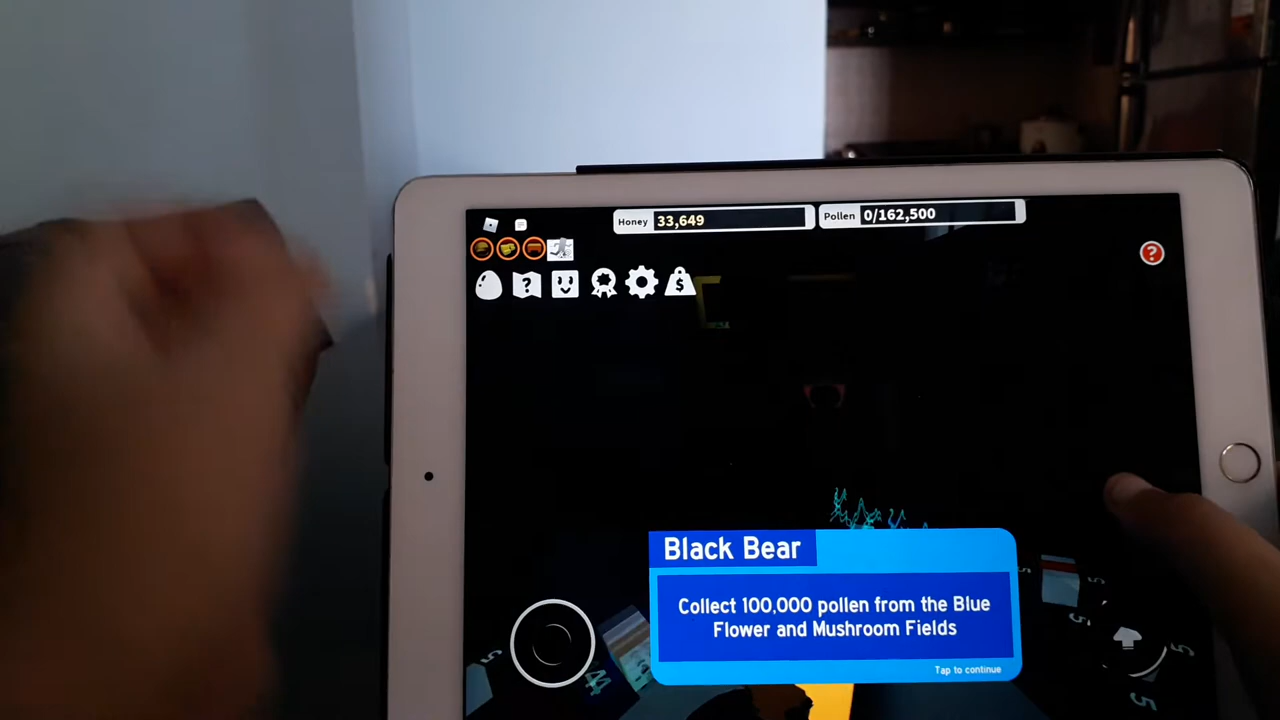 Honey 33,649 Pollen 0/162,500
?
?
$
Black Bear
Collect 100,000 pollen from the Blue
Flower and Mushroom Fields
Tap to continue